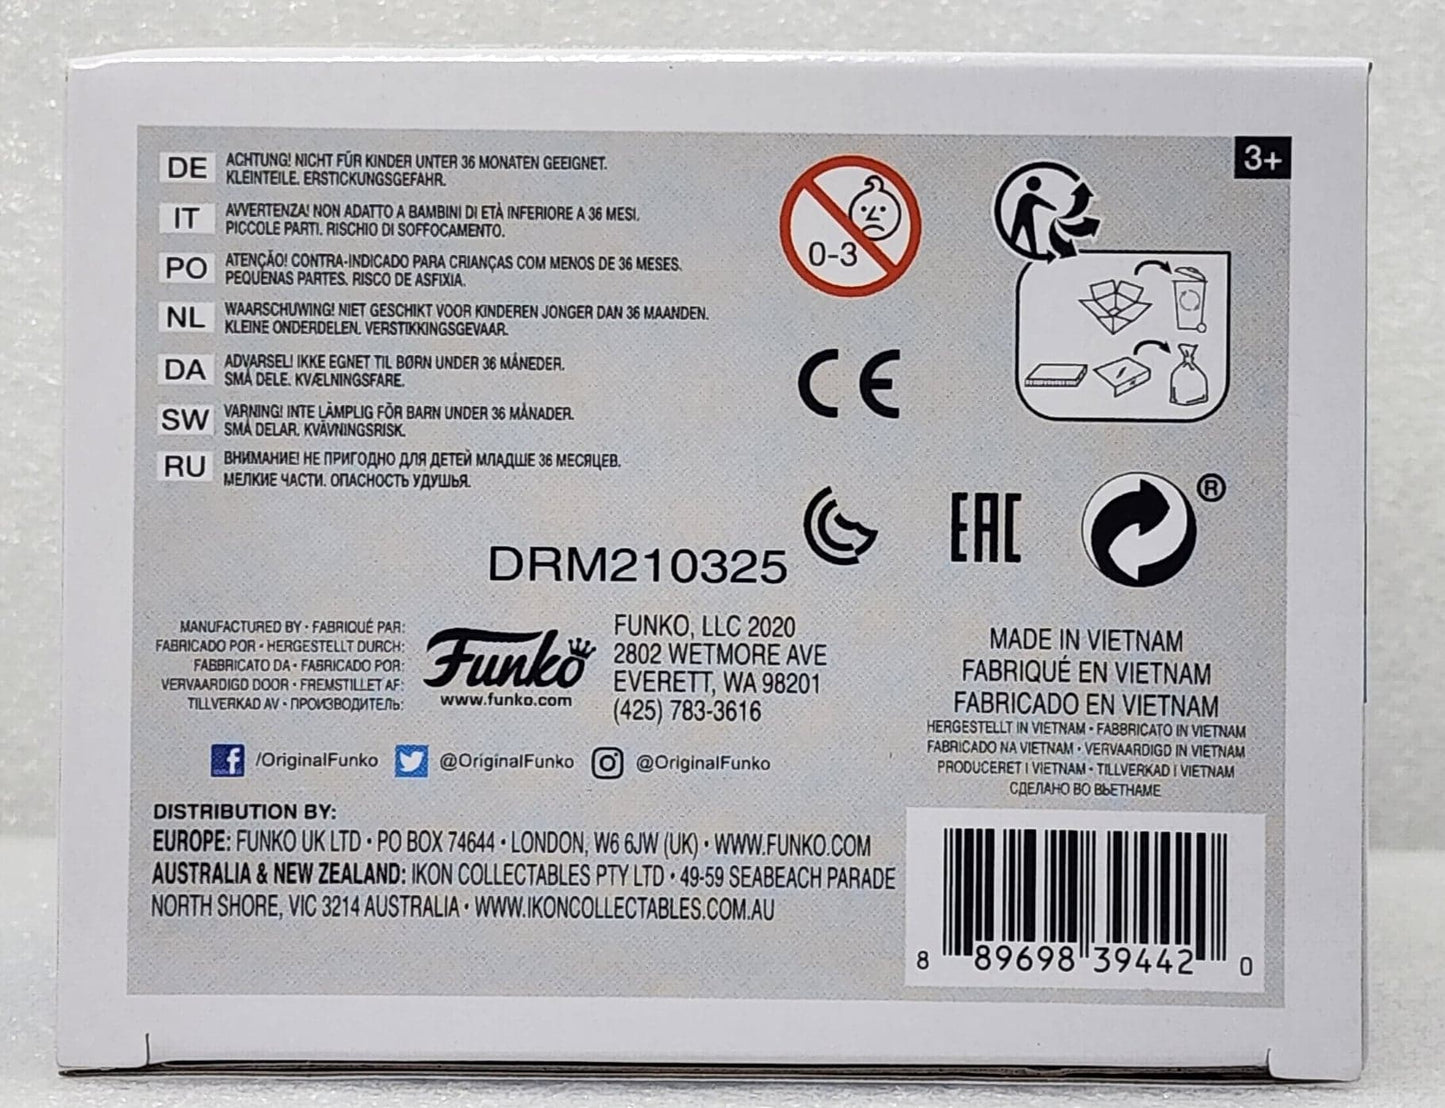 3+
DE ACHTUNG! NICHT FÜR KINDER UNTER 36 MONATEN GEEIGNET.
KLEINTEILE. ERSTICKUNGSGEFAHR.
IT AVVERTENZA! NON ADATTO A BAMBINI DI ETÀ INFERIORE A 36 MESI.
PICCOLE PARTI. RISCHIO DI SOFFOCAMENTO.
PO ATENÇÃO! CONTRA-INDICADO PARA CRIANÇAS COM MENOS DE 36 MESES.
PEQUENAS PARTES. RISCO DE ASFIXIA.
NL WAARSCHUWING! NIET GESCHIKT VOOR KINDEREN JONGER DAN 36 MAANDEN.
KLEINE ONDERDELEN. VERSTIKKINGSGEVAAR.
DA ADVARSEL! IKKE EGNET TIL BØRN UNDER 36 MÅNEDER.
SMÅ DELE. KVÆLNINGSFARE.
SW VARNING! INTE LÄMPLIG FÖR BARN UNDER 36 MÅNADER.
SMÅ DELAR. KVÄVNINGSRISK.
RU ВНИМАНИЕ! НЕ ПРИГОДНО ДЛЯ ДЕТЕЙ МЛАДШЕ 36 МЕСЯЦЕВ.
МЕЛКИЕ ЧАСТИ. ОПАСНОСТЬ УДУШЬЯ.
0-3
CE
EAC
®
DRM210325
MANUFACTURED BY • FABRIQUÉ PAR:
FABRICADO POR • HERGESTELLT DURCH:
FABBRICATO DA • FABRICADO POR:
VERVAARDIGD DOOR • FREMSTILLET AF:
TILLVERKAD AV • ПРОИЗВОДИТЕЛЬ:
Funko
www.funko.com
FUNKO, LLC 2020
2802 WETMORE AVE
EVERETT, WA 98201
(425) 783-3616
MADE IN VIETNAM
FABRIQUÉ EN VIETNAM
FABRICADO EN VIETNAM
HERGESTELLT IN VIETNAM • FABBRICATO IN VIETNAM
FABRICADO NA VIETNAM • VERVAARDIGD IN VIETNAM
PRODUCERET I VIETNAM • TILLVERKAD I VIETNAM
СДЕЛАНО ВО ВЬЕТНАМЕ
/OriginalFunko @OriginalFunko @OriginalFunko
DISTRIBUTION BY:
EUROPE: FUNKO UK LTD • PO BOX 74644 • LONDON, W6 6JW (UK) • WWW.FUNKO.COM
AUSTRALIA & NEW ZEALAND: IKON COLLECTABLES PTY LTD • 49-59 SEABEACH PARADE
NORTH SHORE, VIC 3214 AUSTRALIA • WWW.IKONCOLLECTABLES.COM.AU
8 89698 39442 0